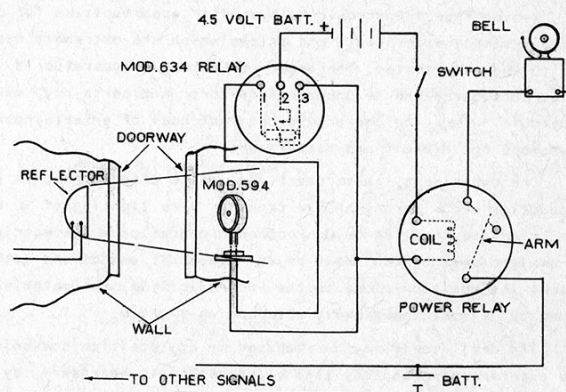 4.5 VOLT BATT.
+
BELL
MOD.634 RELAY
1 2 3
SWITCH
DOORWAY
REFLECTOR
MOD.594
COIL
ARM
POWER RELAY
WALL
TO OTHER SIGNALS
BATT.